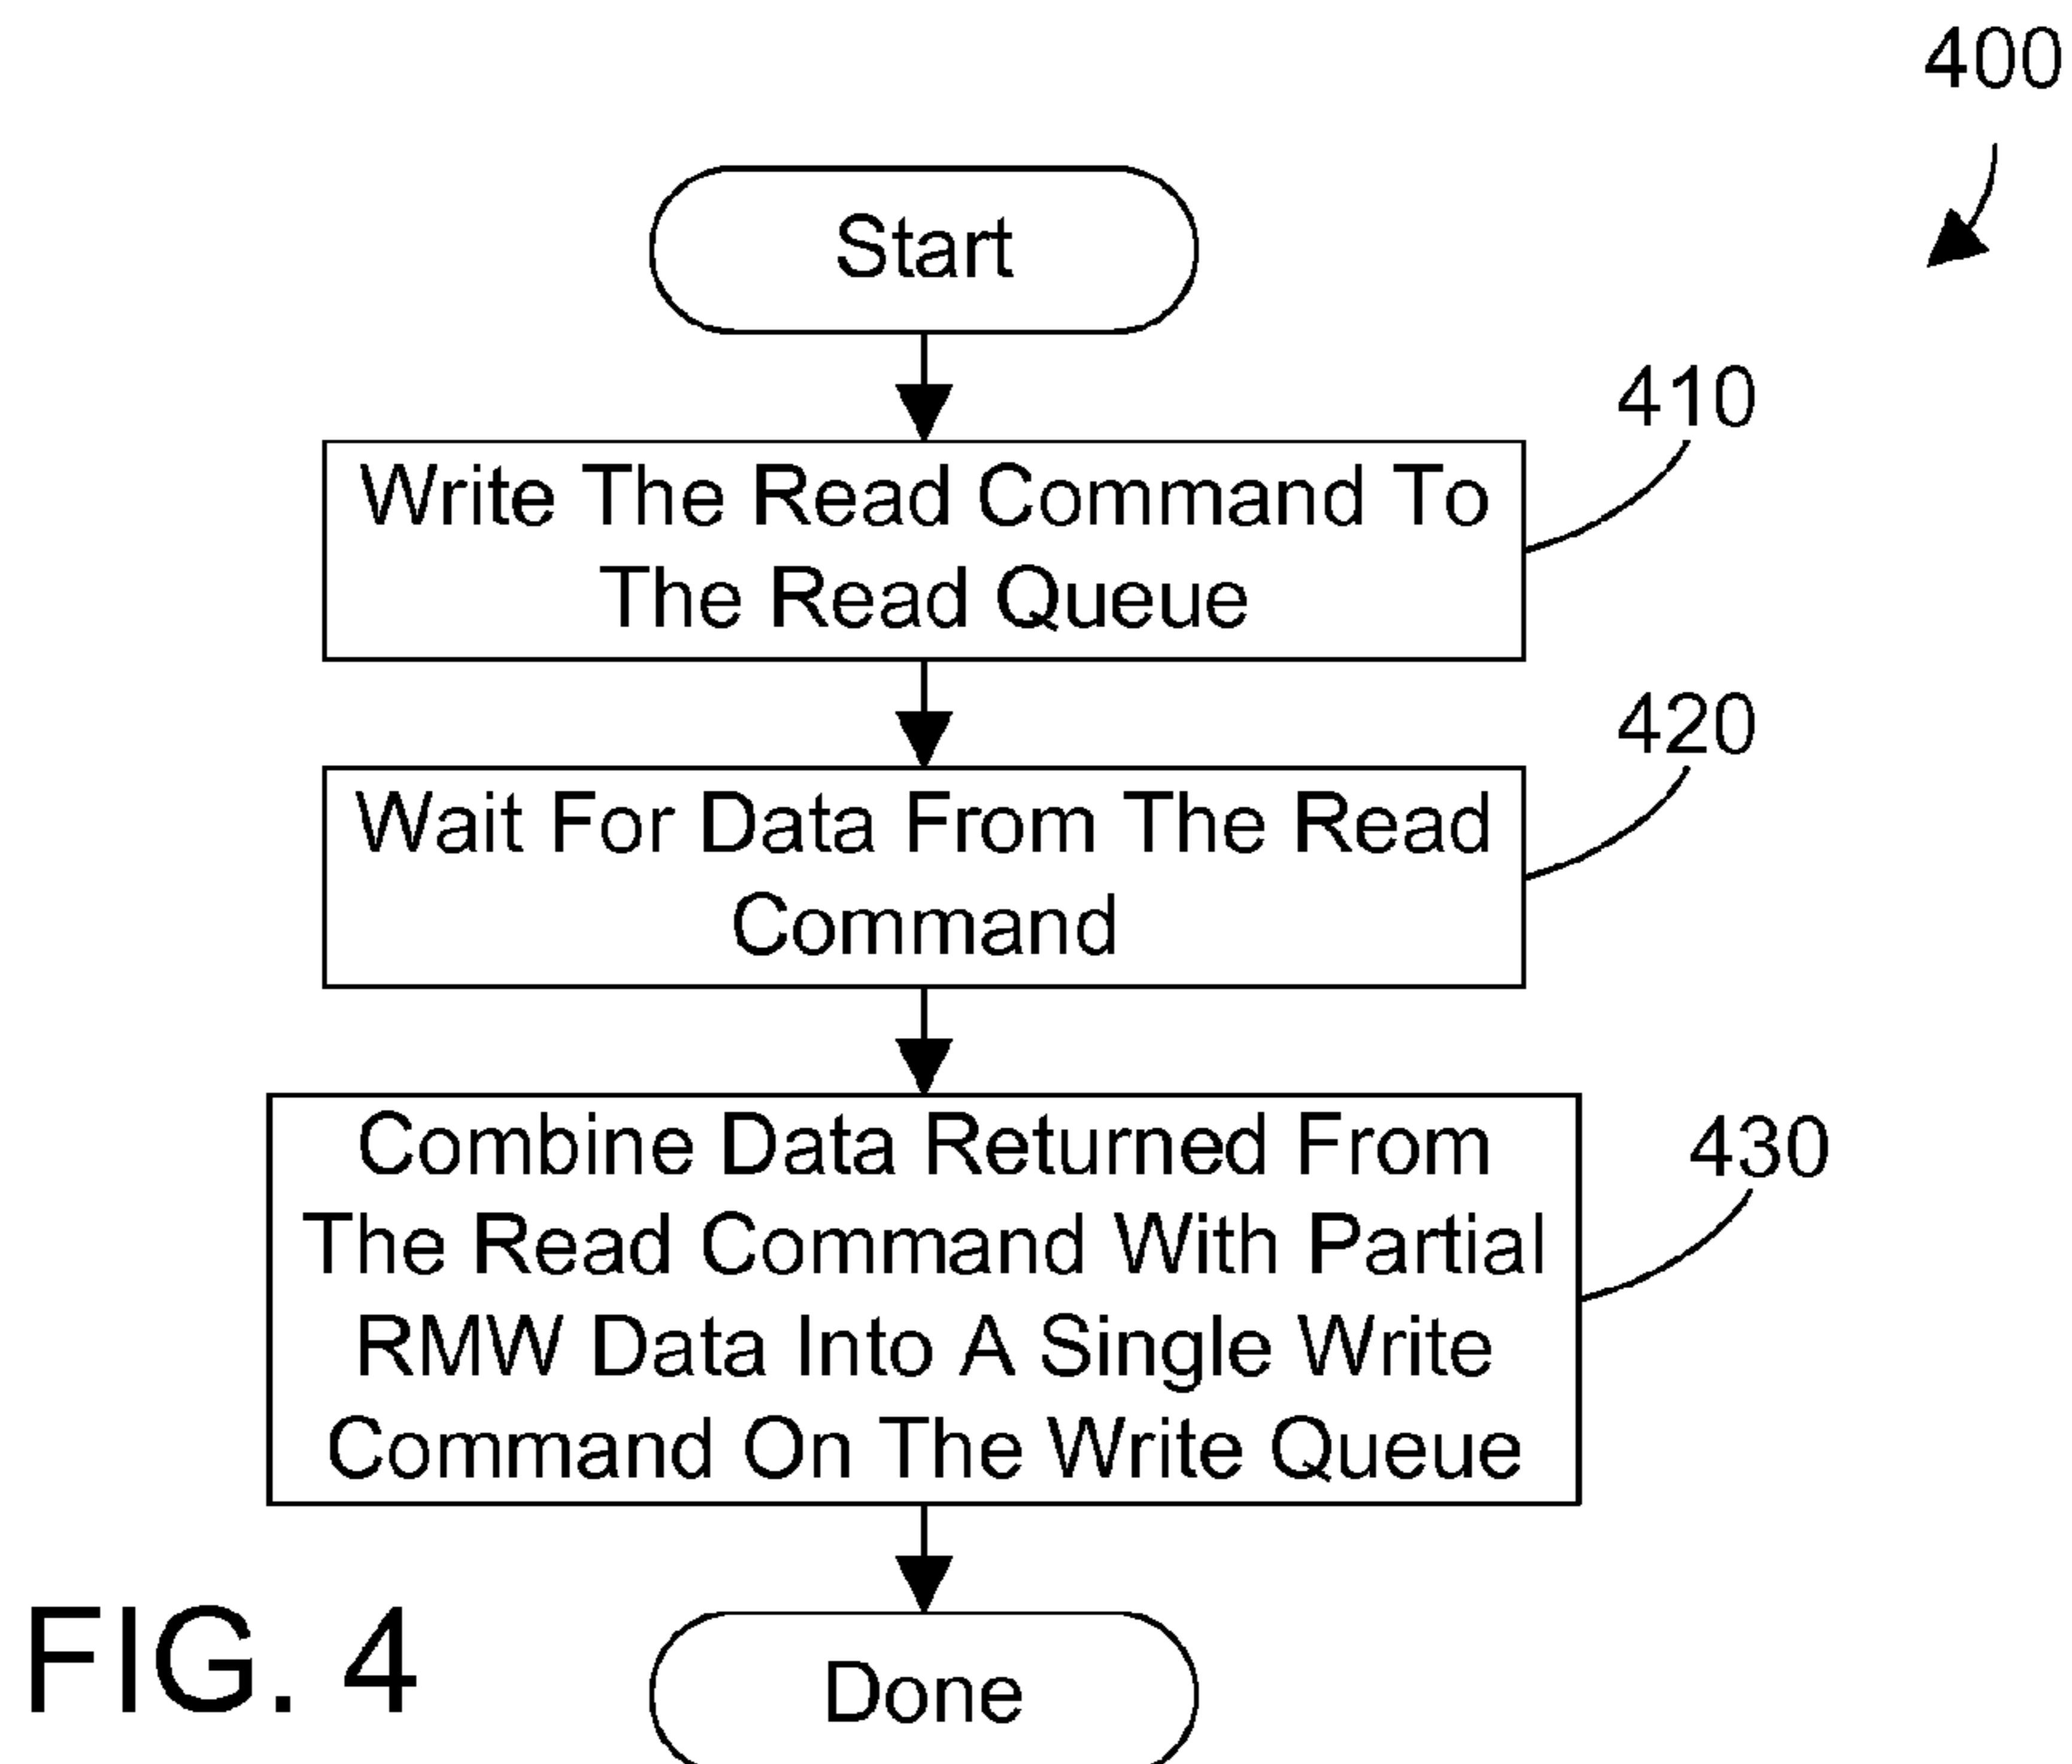 400
Start
410
Write The Read Command To
The Read Queue
420
Wait For Data From The Read
Command
430
Combine Data Returned From
The Read Command With Partial
RMW Data Into A Single Write
Command On The Write Queue
FIG. 4
Done